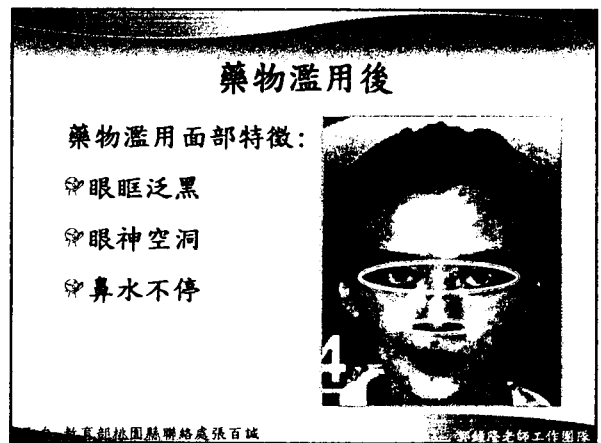 藥物濫用後
藥物濫用面部特徵:
眼眶泛黑
眼神空洞
鼻水不停
4
教育部桃園縣聯絡處張百誠
老師工作團隊